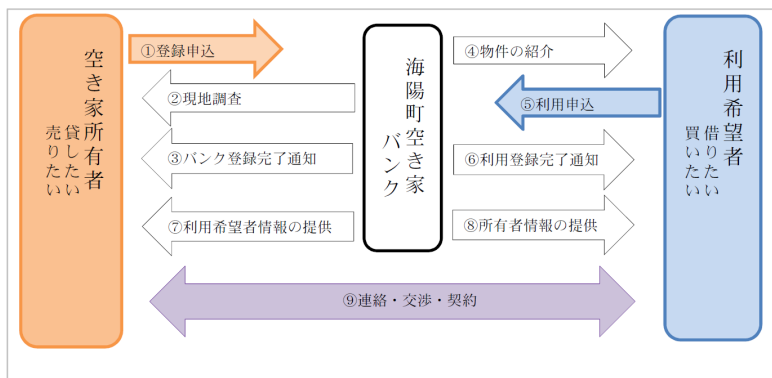 空き家所有者
貸したい
売りたい
①登録申込
②現地調査
③バンク登録完了通知
⑦利用希望者情報の提供
海陽町空き家
バンク
④物件の紹介
⑤利用申込
⑥利用登録完了通知
⑧所有者情報の提供
⑨連絡・交渉・契約
利用希望者
借りたい
買いたい